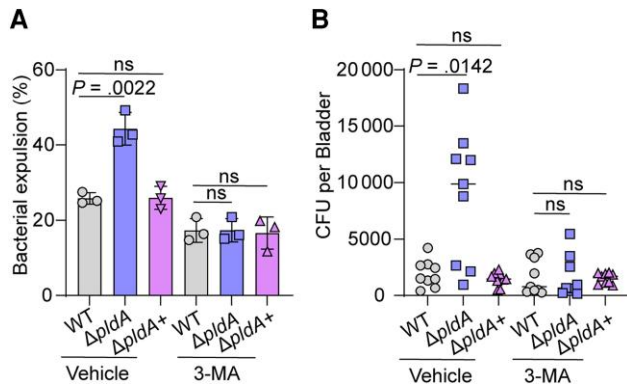 A
Bacterial expulsion (%)
60
40
20
0
ns
P = .0022
ns
ns
WT
ΔpldA
ΔpldA+
WT
ΔpldA
ΔpldA+
Vehicle
3-MA
B
CFU per Bladder
20 000
15 000
10 000
5000
0
ns
P = .0142
ns
ns
WT
ΔpldA
ΔpldA+
WT
ΔpldA
ΔpldA+
Vehicle
3-MA